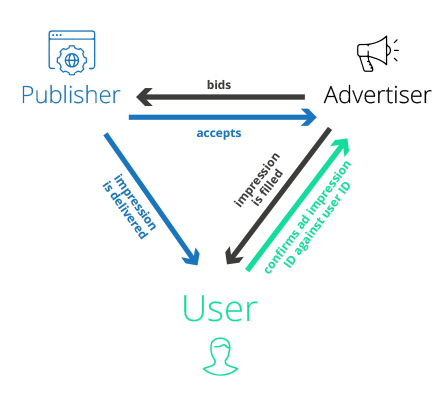 bids
Publisher
Advertiser
accepts
impression
is delivered
impression
is filled
confirms ad impression
ID against user ID
User